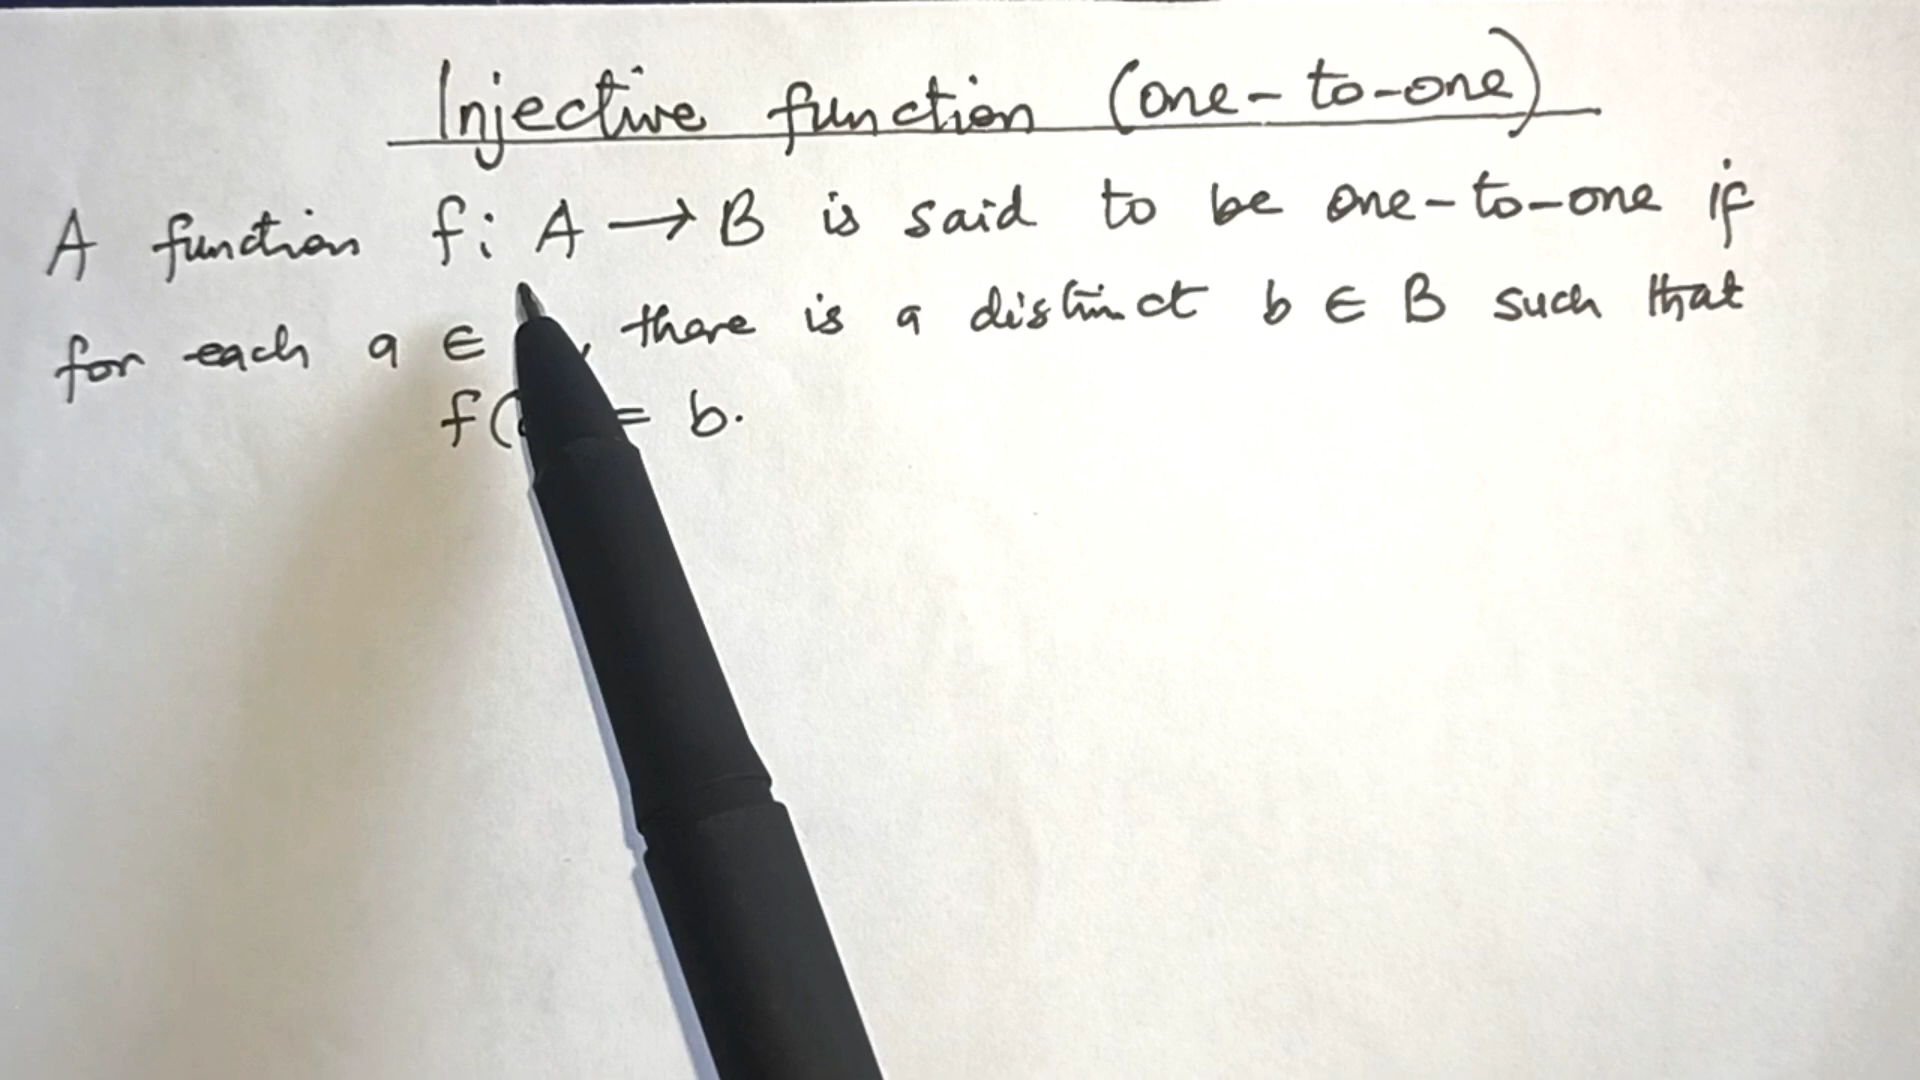 Injective function (one-to-one)
A function f: A → B is said to be one-to-one if
for each a ∈ , there is a distinct b ∈ B such that
f( = b.